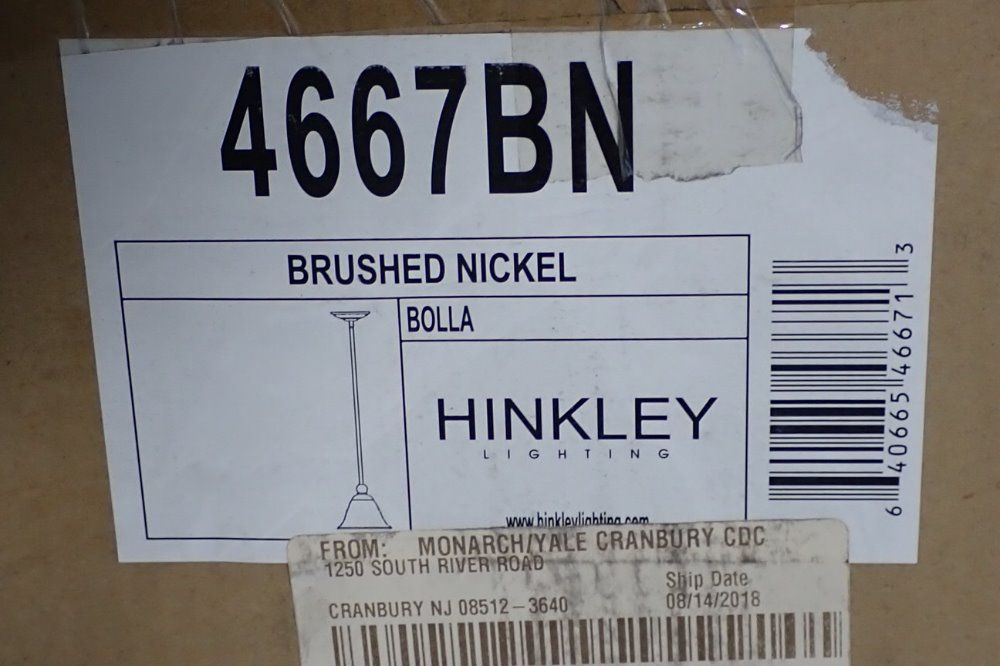 4667BN
BRUSHED NICKEL
BOLLA
HINKLEY
LIGHTING
www.hinkleylighting.com
6 40665 46671 3
FROM: MONARCH/YALE CRANBURY CDC
1250 SOUTH RIVER ROAD
Ship Date
CRANBURY NJ 08512-3640 08/14/2018